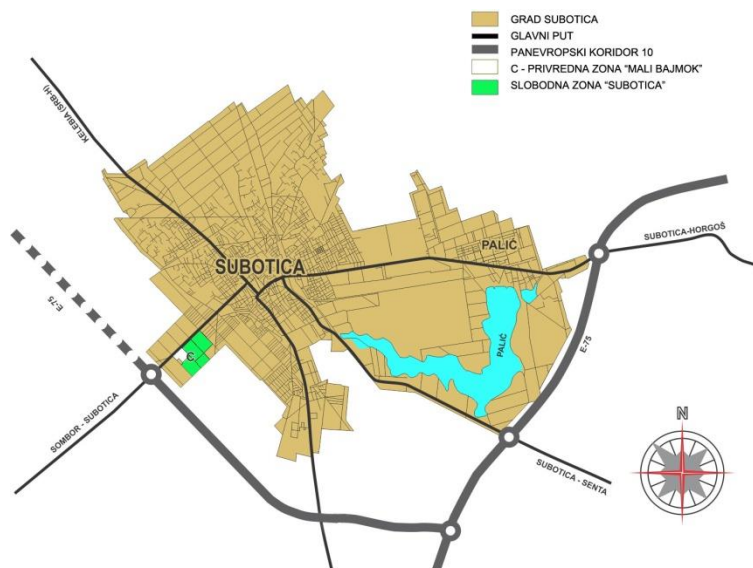 GRAD SUBOTICA
GLAVNI PUT
PANEVROPSKI KORIDOR 10
C - PRIVREDNA ZONA "MALI BAJMOK"
SLOBODNA ZONA "SUBOTICA"
KELEBIA (SRB-H)
SUBOTICA
PALIĆ
SUBOTICA-HORGOŠ
E-75
PALIĆ
E-75
C
SOMBOR - SUBOTICA
SUBOTICA - SENTA
N